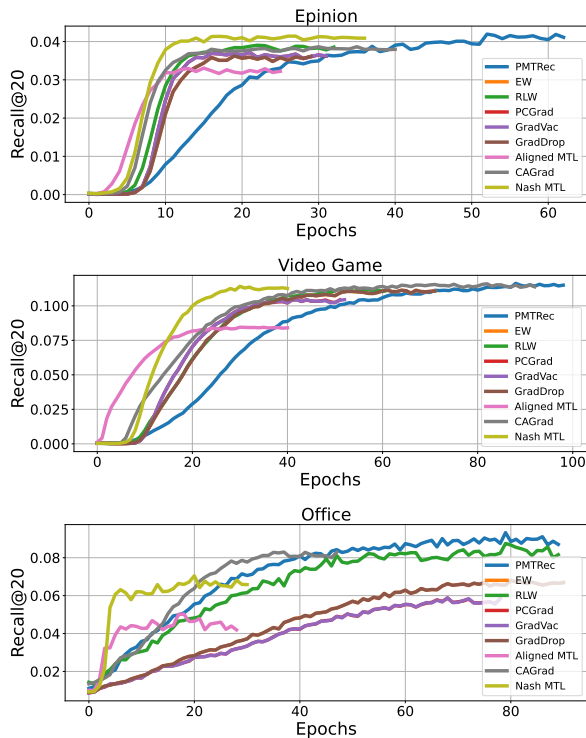 Epinion
Recall@20
0.04
0.03
0.02
0.01
0.00
0 10 20 30 40 50 60
Epochs
PMTRec
EW
RLW
PCGrad
GradVac
GradDrop
Aligned MTL
CAGrad
Nash MTL
Video Game
Recall@20
0.100
0.075
0.050
0.025
0.000
0 20 40 60 80 100
Epochs
PMTRec
EW
RLW
PCGrad
GradVac
GradDrop
Aligned MTL
CAGrad
Nash MTL
Office
Recall@20
0.08
0.06
0.04
0.02
0 20 40 60 80
Epochs
PMTRec
EW
RLW
PCGrad
GradVac
GradDrop
Aligned MTL
CAGrad
Nash MTL